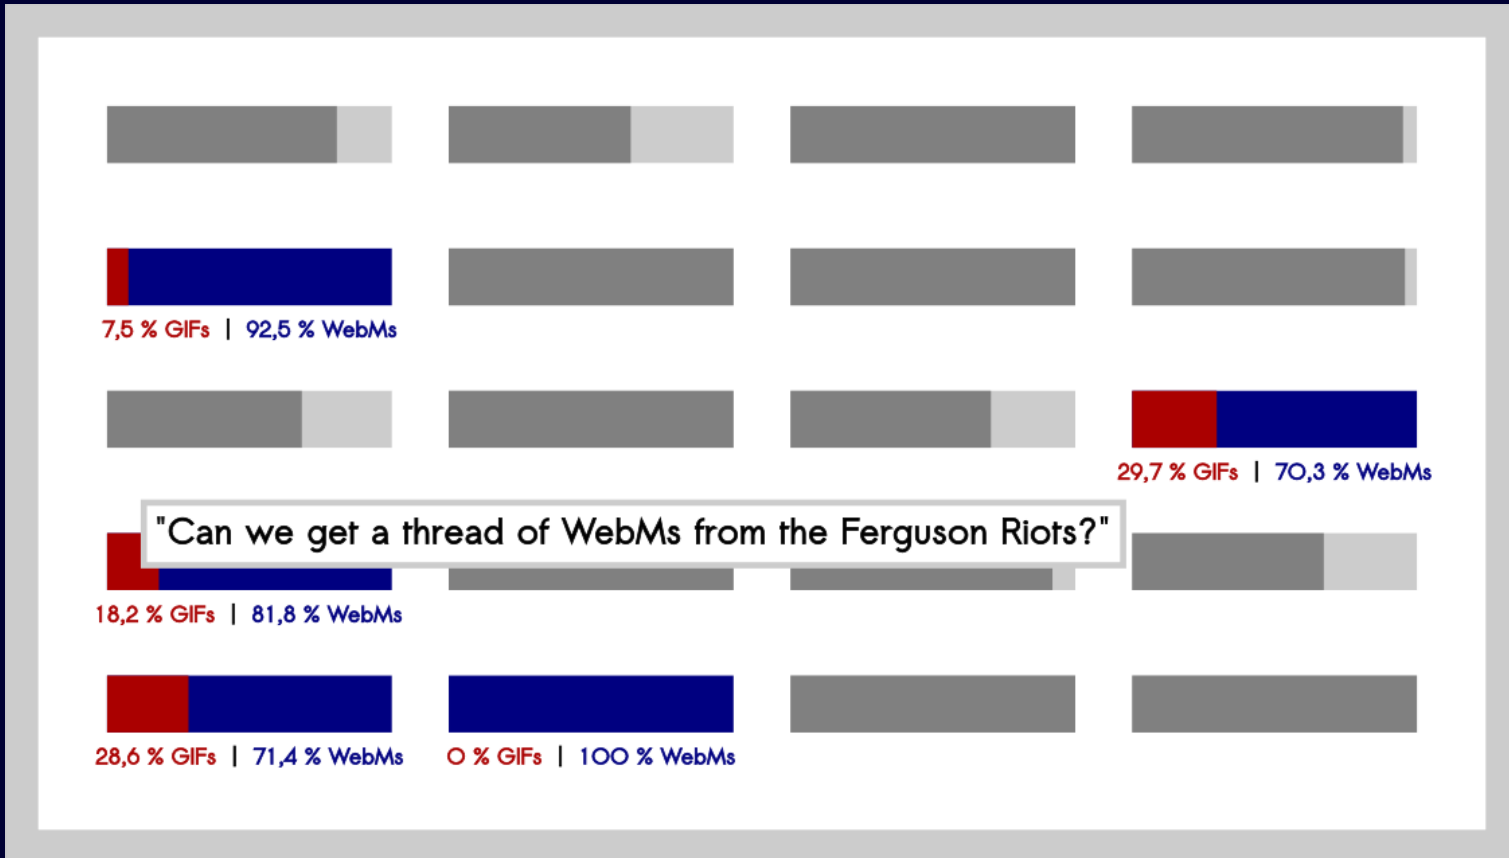 7,5 % GIFs | 92,5 % WebMs
29,7 % GIFs | 70,3 % WebMs
"Can we get a thread of WebMs from the Ferguson Riots?"
18,2 % GIFs | 81,8 % WebMs
28,6 % GIFs | 71,4 % WebMs
0 % GIFs | 100 % WebMs